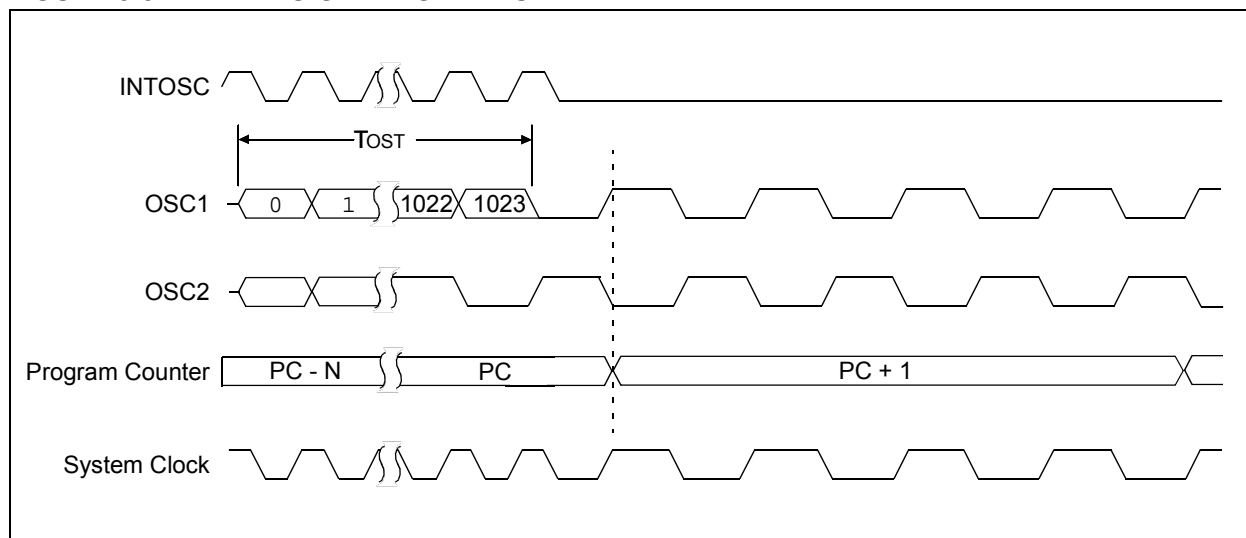 INTOSC
TOST
OSC1
0 1 1022 1023
OSC2
Program Counter
PC - N PC PC + 1
System Clock